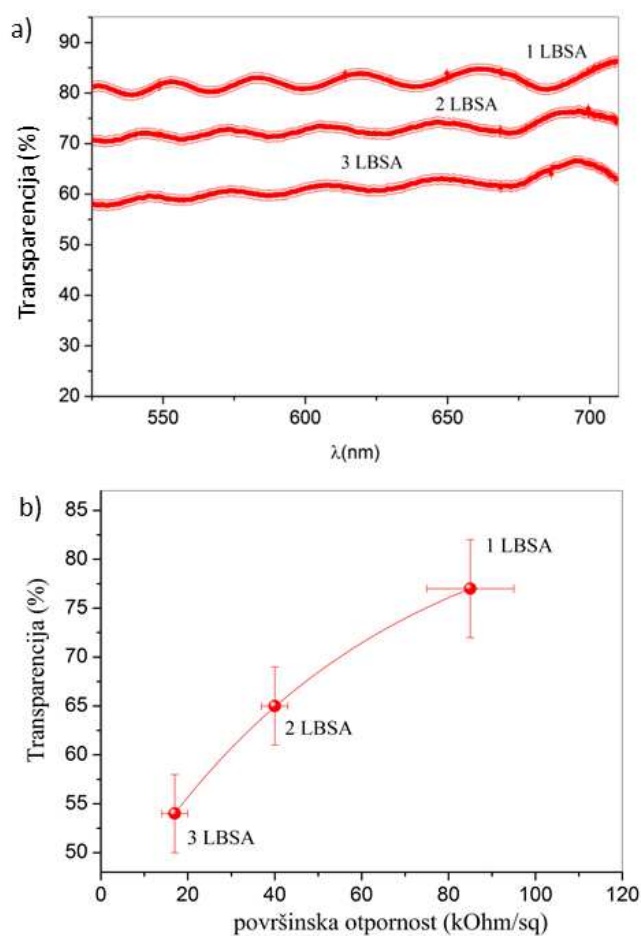 a)
Transparencija (%)
90
80
70
60
50
40
30
20
1 LBSA
2 LBSA
3 LBSA
550
600
650
700
λ(nm)
b)
Transparencija (%)
85
80
75
70
65
60
55
50
1 LBSA
2 LBSA
3 LBSA
0
20
40
60
80
100
120
površinska otpornost (kOhm/sq)